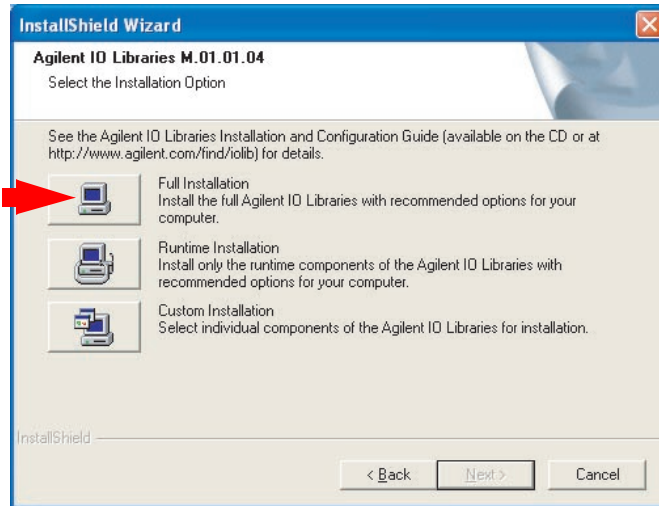 InstallShield Wizard
Agilent IO Libraries M.01.01.04
Select the Installation Option
See the Agilent IO Libraries Installation and Configuration Guide (available on the CD or at
http://www.agilent.com/find/iolib) for details.
Full Installation
Install the full Agilent IO Libraries with recommended options for your
computer.
Runtime Installation
Install only the runtime components of the Agilent IO Libraries with
recommended options for your computer.
Custom Installation
Select individual components of the Agilent IO Libraries for installation.
InstallShield
< Back Next > Cancel